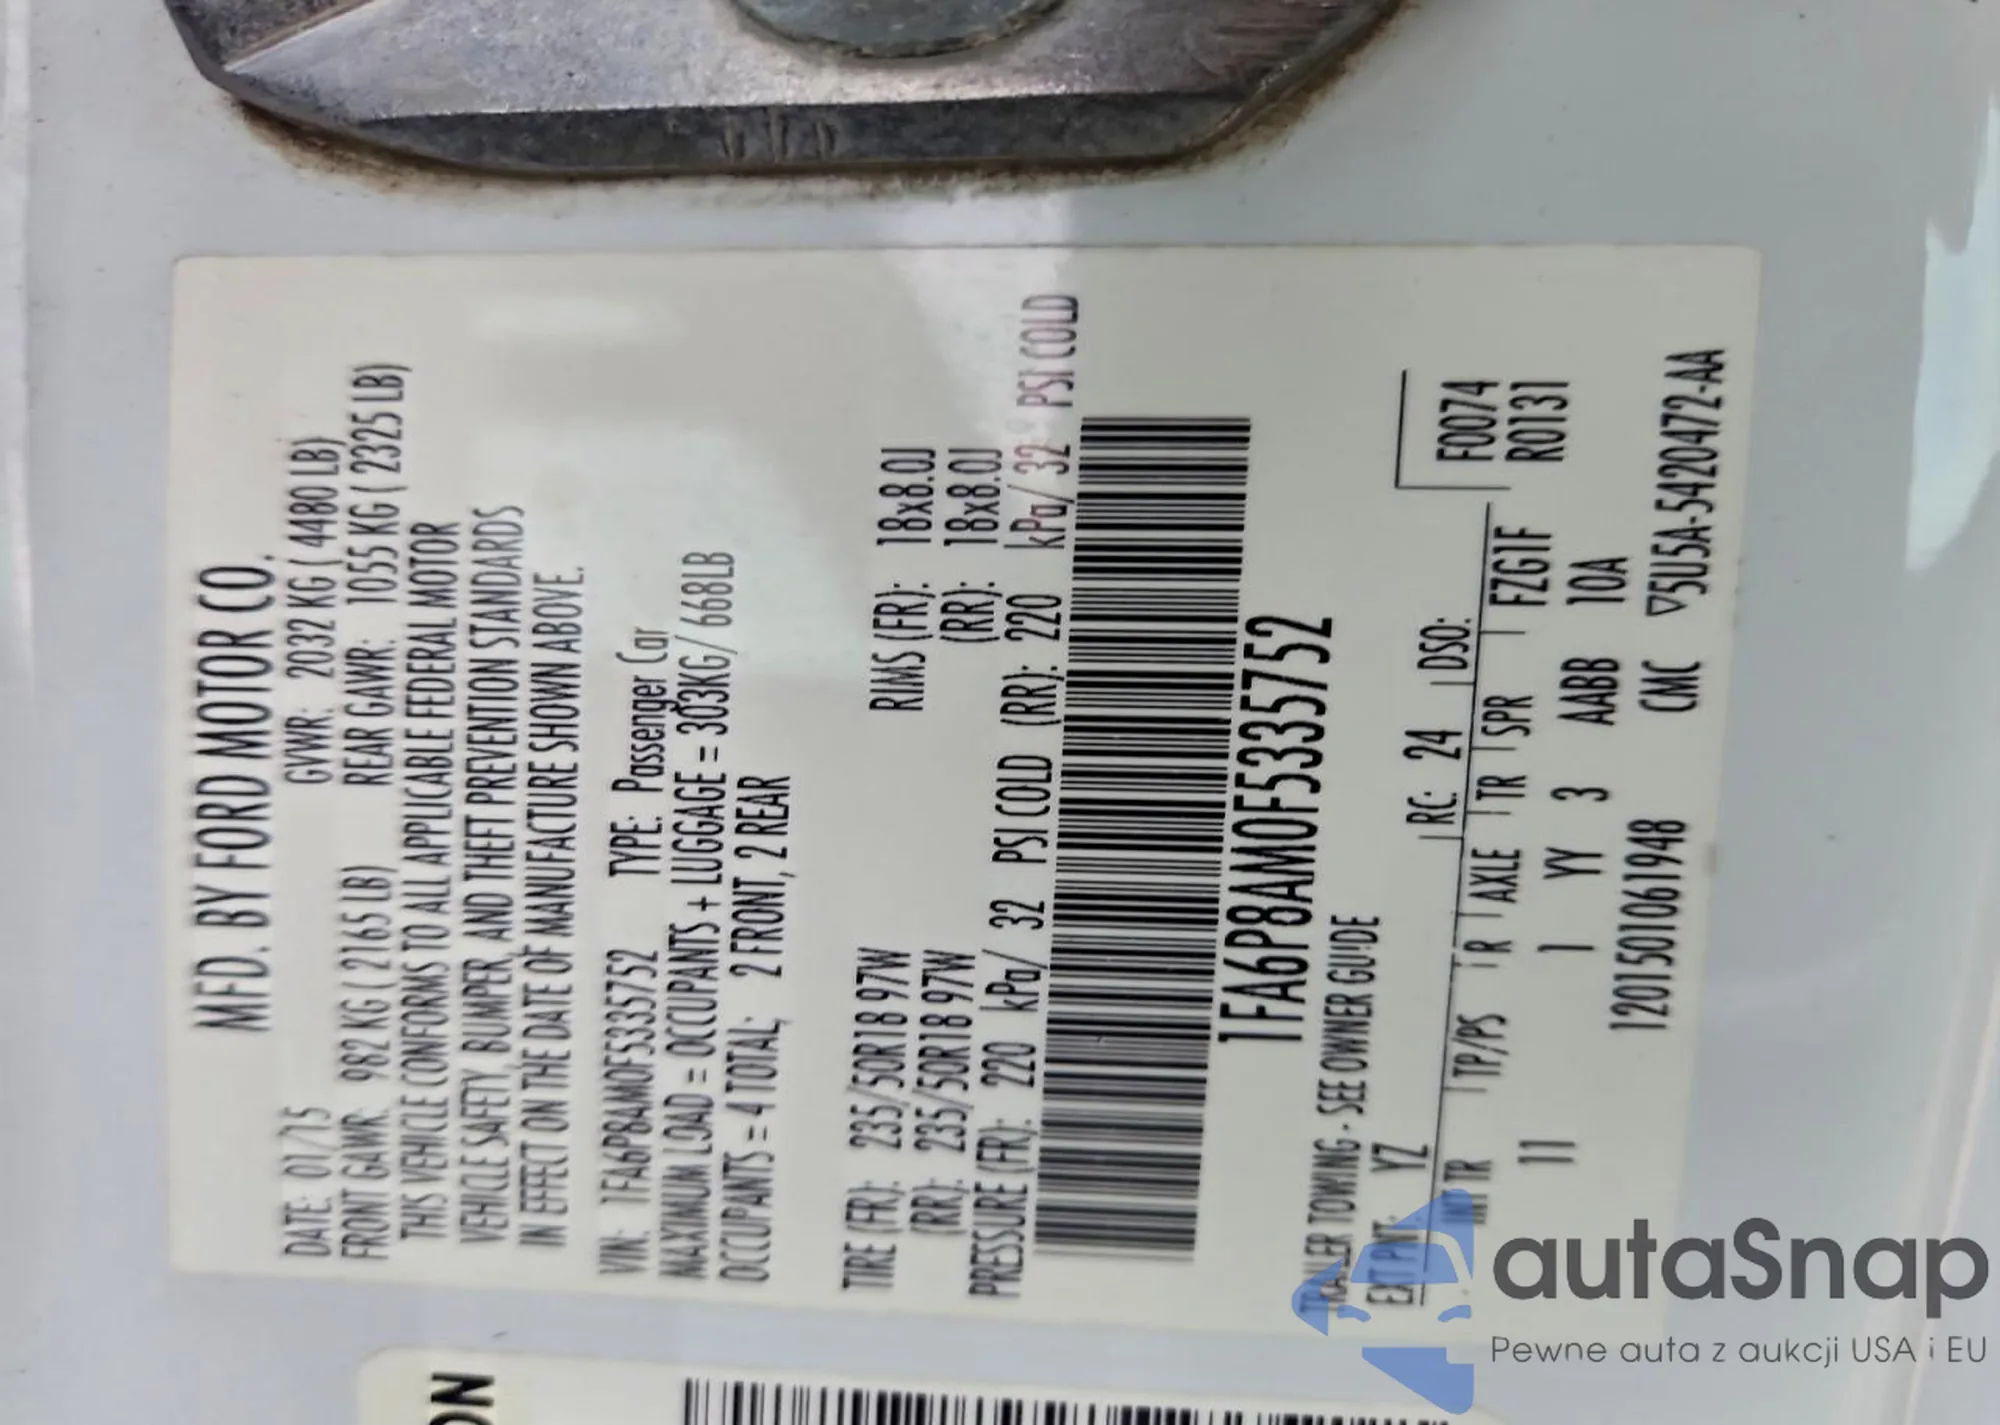 MFD. BY FORD MOTOR CO.
DATE: 01/15 GVWR: 2032 KG ( 4480 LB)
FRONT GAWR: 982 KG ( 2165 LB) REAR GAWR: 1055 KG ( 2325 LB)
THIS VEHICLE CONFORMS TO ALL APPLICABLE FEDERAL MOTOR
VEHICLE SAFETY, BUMPER, AND THEFT PREVENTION STANDARDS
IN EFFECT ON THE DATE OF MANUFACTURE SHOWN ABOVE.
VIN: 1FA6P8AM0F5335752 TYPE: Passenger Car
MAXIMUM LOAD = OCCUPANTS + LUGGAGE = 303KG/ 668LB
OCCUPANTS = 4 TOTAL; 2 FRONT, 2 REAR
TIRE (FR): 235/50R18 97W RIMS (FR): 18x8.0J
(RR): 235/50R18 97W (RR): 18x8.0J
PRESSURE (FR): 220 kPa/ 32 PSI COLD (RR): 220 kPa/ 32 PSI COLD
1FA6P8AM0F5335752
TRAILER TOWING - SEE OWNER GUIDE
EXT PNT: YZ RC: 24 DSO:
INT TR TP/PS R AXLE TR SPR FZG1F F0074
11 1 YY 3 AABB 10A R0131
1201501061948 CMC ▽5U5A-5420472-AA
ON
autaSnap
Pewne auta z aukcji USA i EU